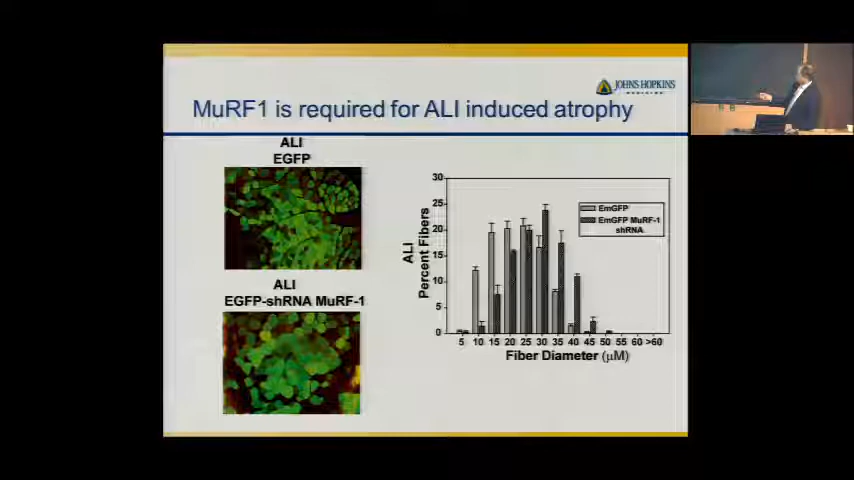 JOHNS HOPKINS
MEDICINE
MuRF1 is required for ALI induced atrophy
ALI
EGFP
ALI
EGFP-shRNA MuRF-1
ALI
Percent Fibers
30
25
20
15
10
5
0
EmGFP
EmGFP MuRF-1
shRNA
5 10 15 20 25 30 35 40 45 50 55 60 >60
Fiber Diameter (μM)